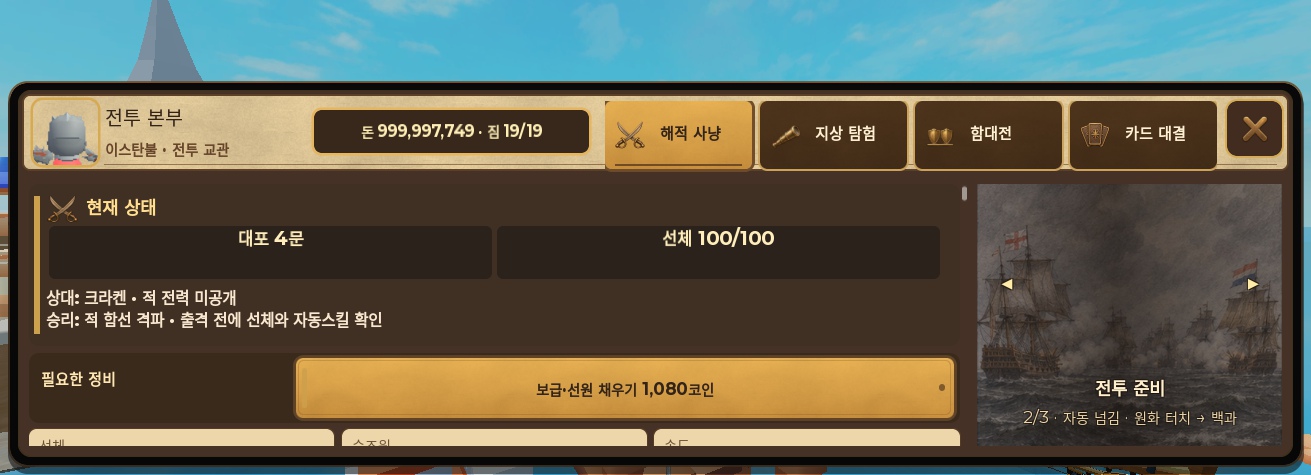 전투 본부
이스탄불 • 전투 교관
돈 999,997,749 · 짐 19/19
해적 사냥
지상 탐험
함대전
카드 대결
현재 상태
대포 4문
선체 100/100
상대: 크라켄 • 적 전력 미공개
승리: 적 함선 격파 • 출격 전에 선체와 자동스킬 확인
필요한 정비
보급·선원 채우기 1,080코인
전투 준비
2/3 · 자동 넘김 · 원화 터치 → 백과
선체
속도